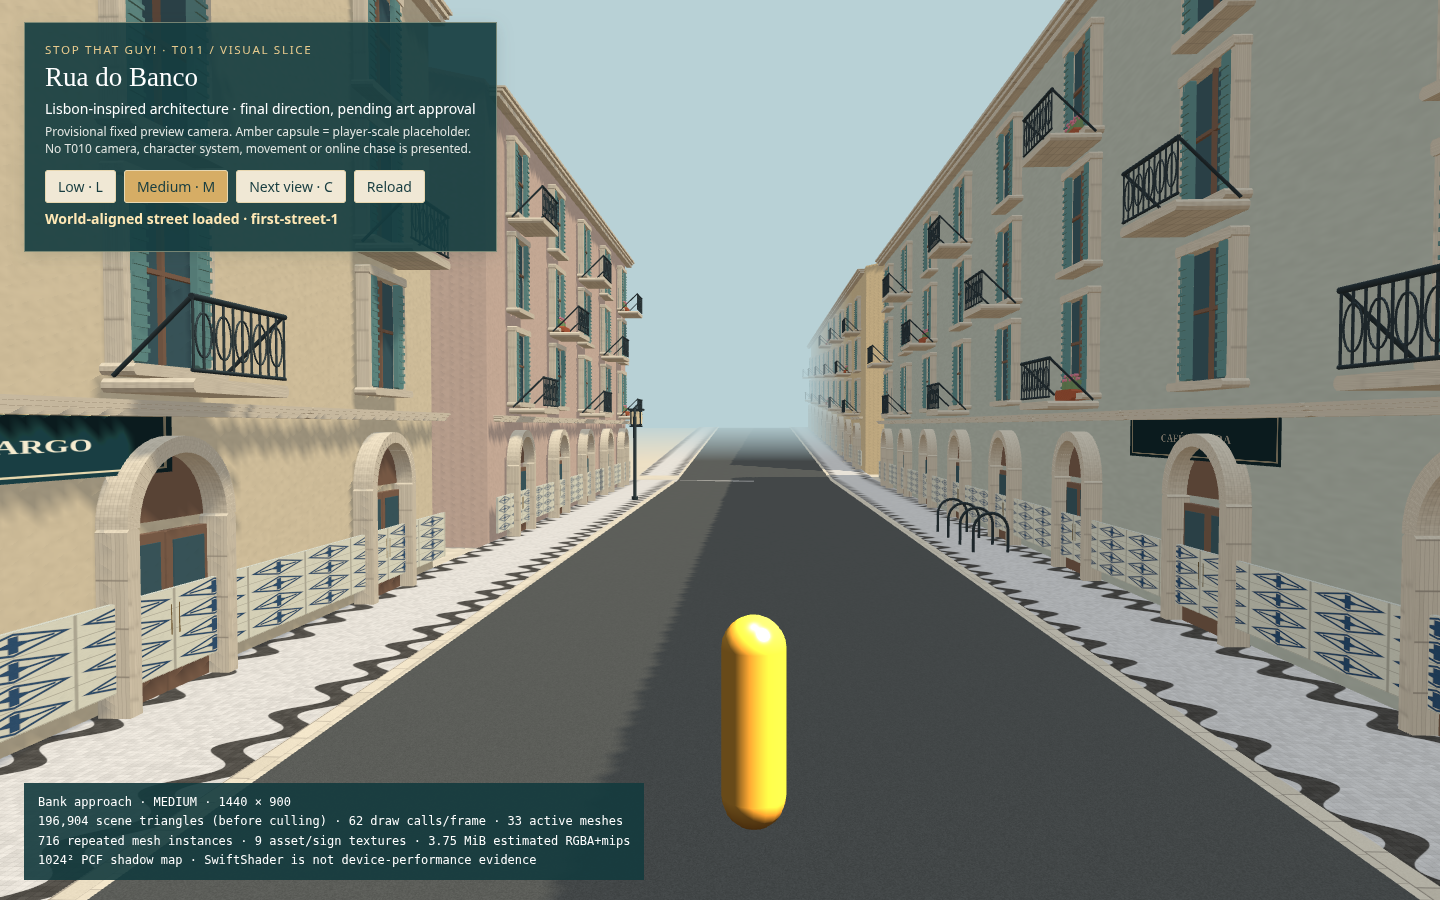 STOP THAT GUY! · T011 / VISUAL SLICE
Rua do Banco
Lisbon-inspired architecture · final direction, pending art approval
Provisional fixed preview camera. Amber capsule = player-scale placeholder.
No T010 camera, character system, movement or online chase is presented.
Low · L
Medium · M
Next view · C
Reload
World-aligned street loaded · first-street-1
ARGO
Bank approach · MEDIUM · 1440 × 900
196,904 scene triangles (before culling) · 62 draw calls/frame · 33 active meshes
716 repeated mesh instances · 9 asset/sign textures · 3.75 MiB estimated RGBA+mips
1024² PCF shadow map · SwiftShader is not device-performance evidence